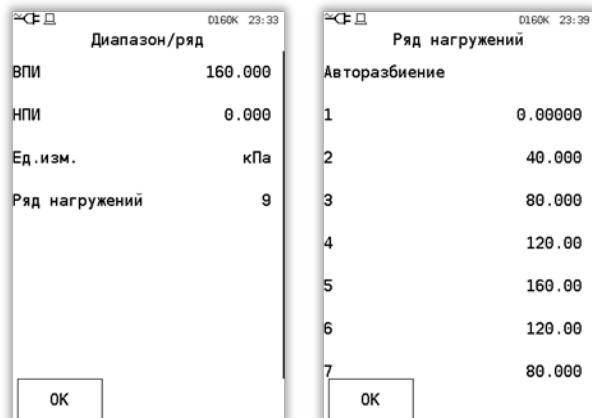 D160K 23:33
Диапазон/ряд
ВПИ 160.000
НПИ 0.000
Ед.изм. кПа
Ряд нагружений 9
OK
D160K 23:39
Ряд нагружений
Авторазбиение
1 0.00000
2 40.000
3 80.000
4 120.00
5 160.00
6 120.00
7 80.000
OK